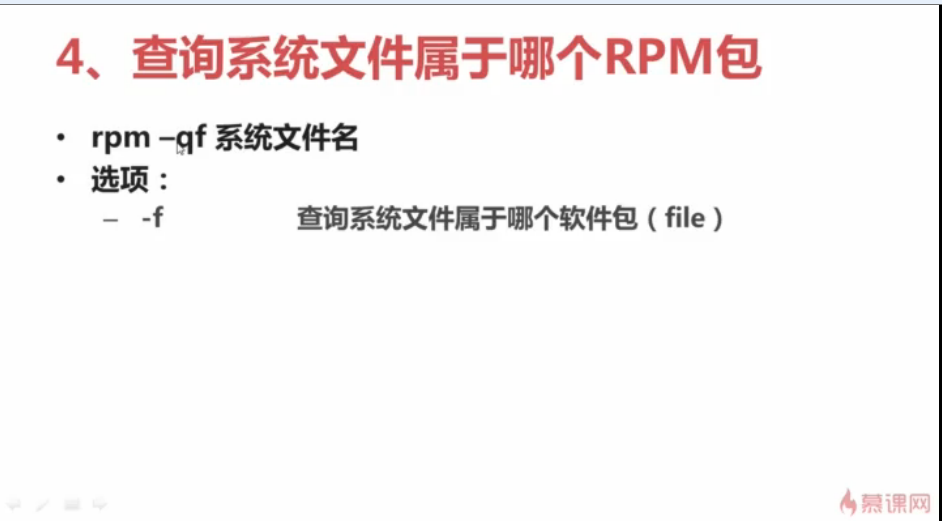 4、查询系统文件属于哪个RPM包
• rpm –qf 系统文件名
• 选项：
– -f 查询系统文件属于哪个软件包（file）
慕课网